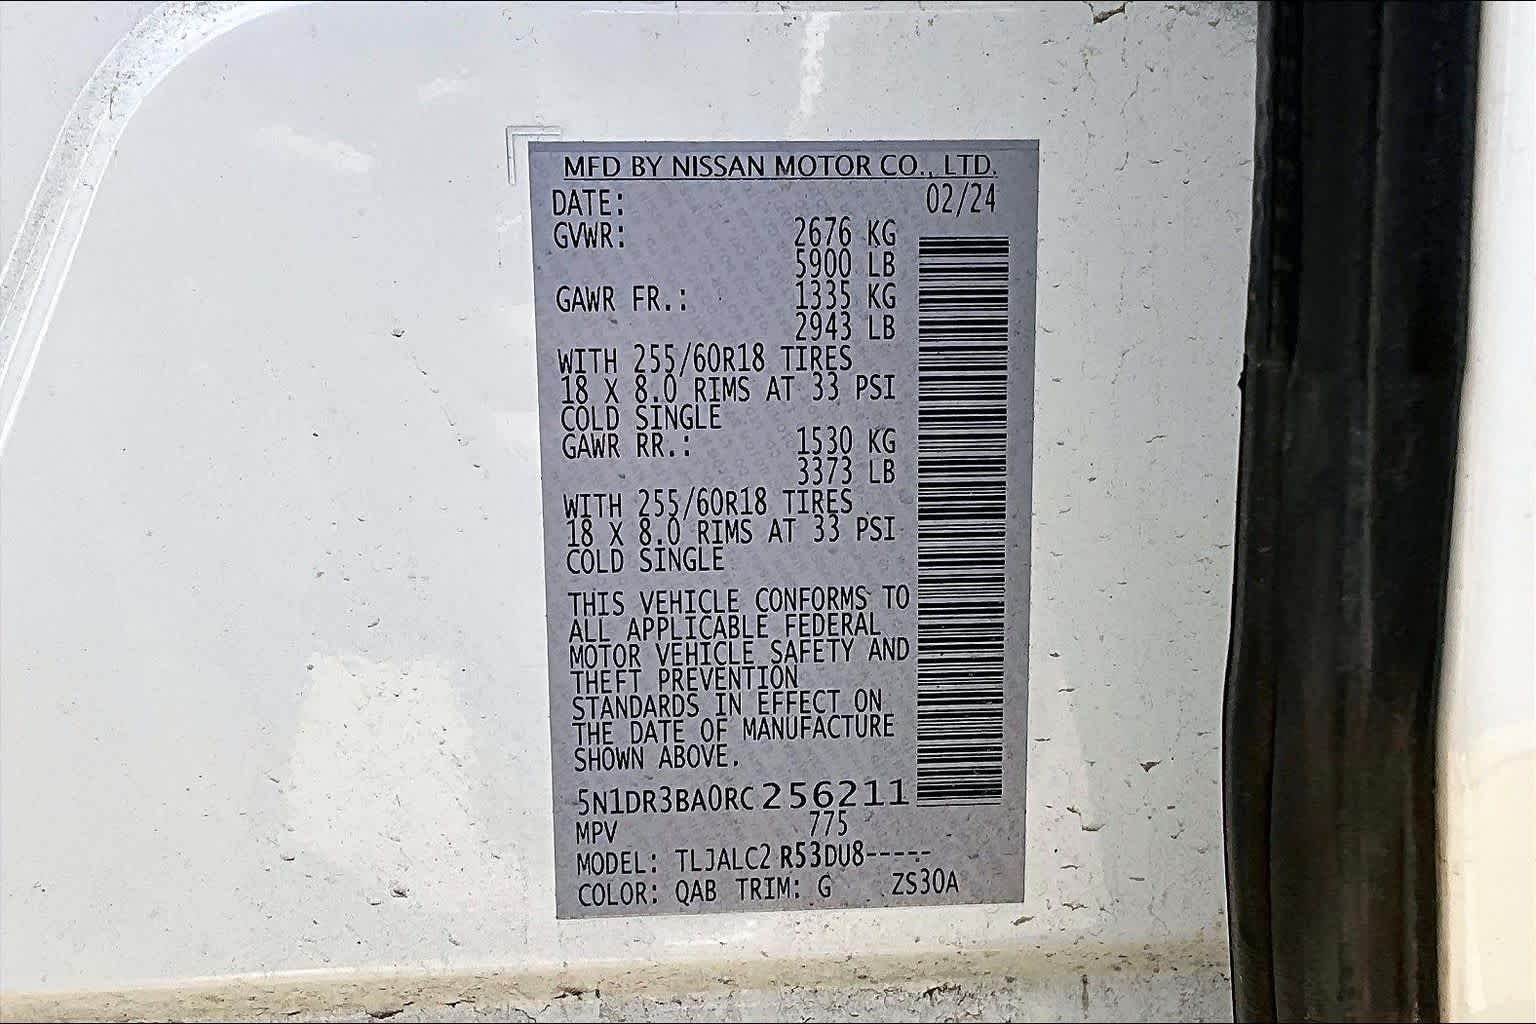 MFD BY NISSAN MOTOR CO., LTD.
DATE: 02/24
GVWR: 2676 KG
5900 LB
GAWR FR.: 1335 KG
2943 LB
WITH 255/60R18 TIRES
18 X 8.0 RIMS AT 33 PSI
COLD SINGLE
GAWR RR.: 1530 KG
3373 LB
WITH 255/60R18 TIRES
18 X 8.0 RIMS AT 33 PSI
COLD SINGLE
THIS VEHICLE CONFORMS TO
ALL APPLICABLE FEDERAL
MOTOR VEHICLE SAFETY AND
THEFT PREVENTION
STANDARDS IN EFFECT ON
THE DATE OF MANUFACTURE
SHOWN ABOVE.
5N1DR3BA0RC256211
MPV 775
MODEL: TLJALC2 R53DU8-----
COLOR: QAB TRIM: G ZS30A